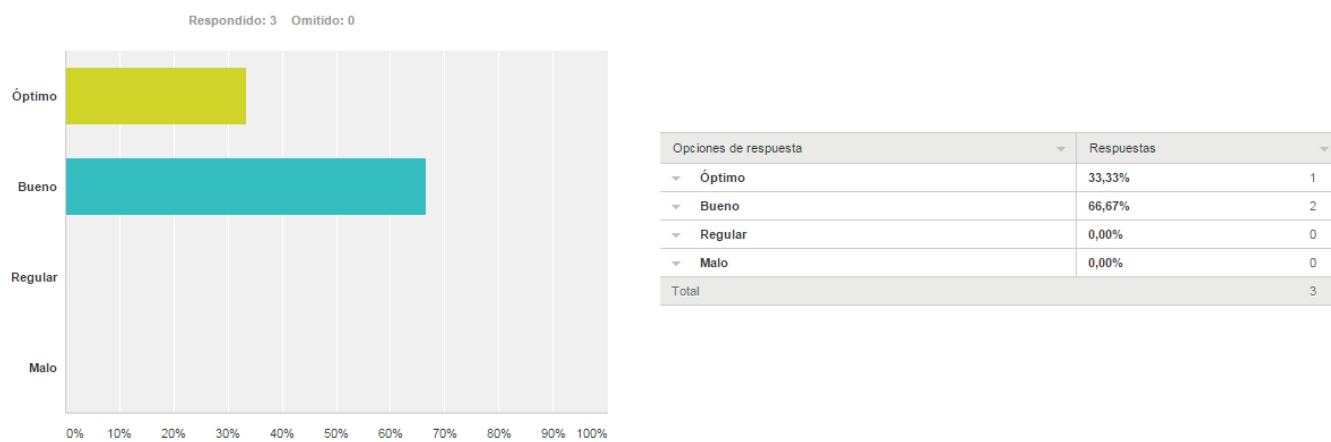 Respondido: 3 Omitido: 0
Óptimo
Bueno
Regular
Malo
0% 10% 20% 30% 40% 50% 60% 70% 80% 90% 100%
Opciones de respuesta Respuestas
Óptimo 33,33% 1
Bueno 66,67% 2
Regular 0,00% 0
Malo 0,00% 0
Total 3